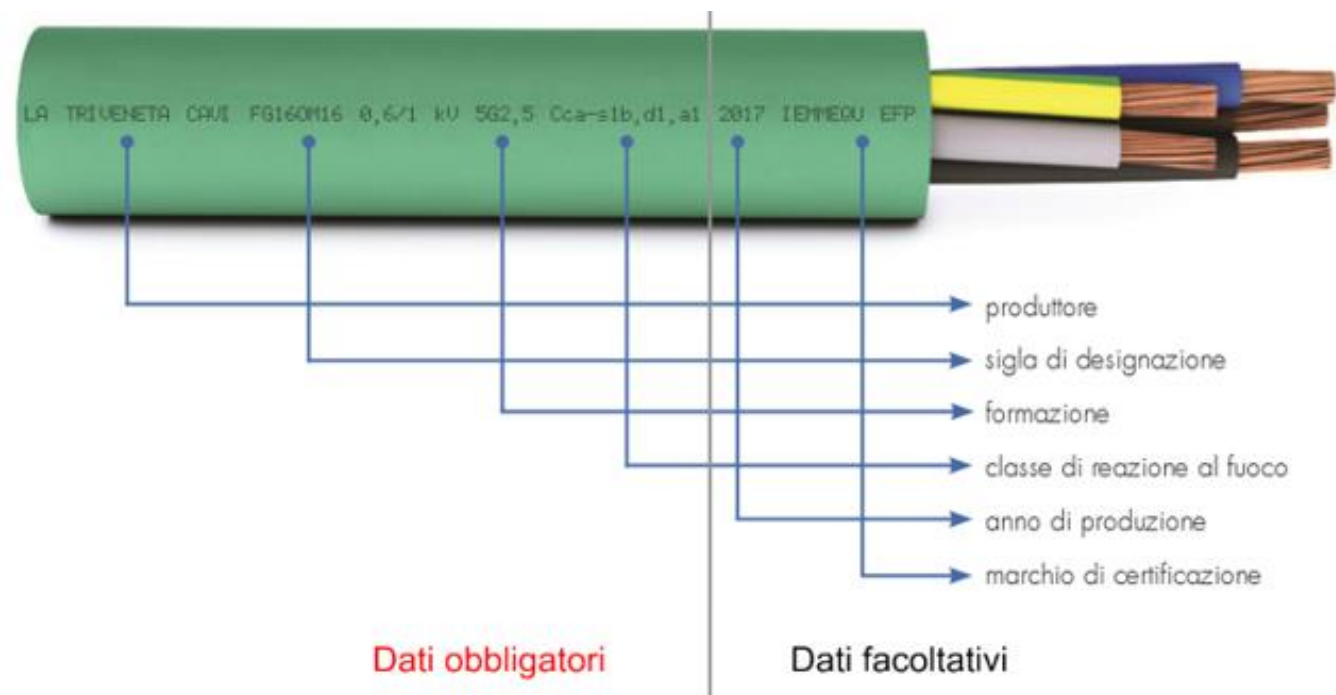 LA TRIVENETA CAVI FG16OM16 0,6/1 kV 5G2,5 Cca-s1b,d1,a1 2017 IEMMEQU EFP
produttore
sigla di designazione
formazione
classe di reazione al fuoco
anno di produzione
marchio di certificazione
Dati obbligatori
Dati facoltativi